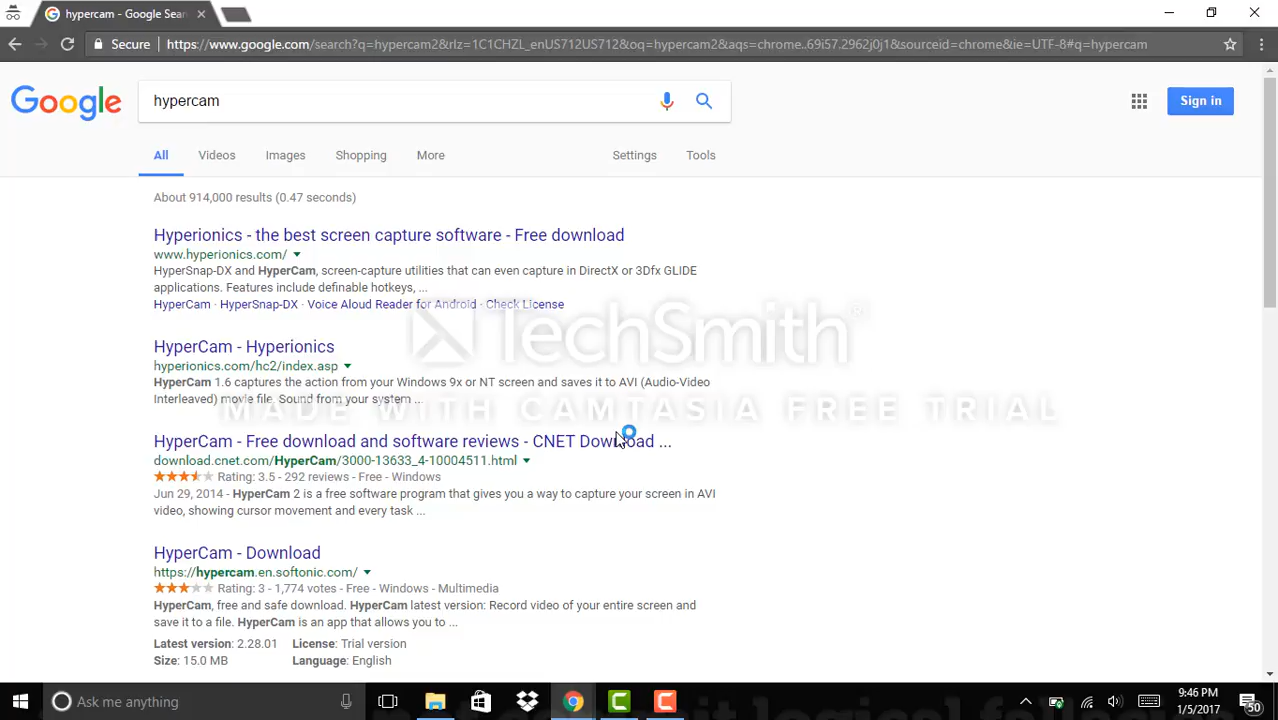 hypercam - Google Sear
Secure
https://www.google.com/search?q=hypercam2&rlz=1C1CHZL_enUS712US712&oq=hypercam2&aqs=chrome..69i57.2962j0j1&sourceid=chrome&ie=UTF-8#q=hypercam
Google
hypercam
Sign in
All
Videos
Images
Shopping
More
Settings
Tools
About 914,000 results (0.47 seconds)
Hyperionics - the best screen capture software - Free download
www.hyperionics.com/
HyperSnap-DX and HyperCam, screen-capture utilities that can even capture in DirectX or 3Dfx GLIDE
applications. Features include definable hotkeys, ...
HyperCam · HyperSnap-DX · Voice Aloud Reader for Android · Check License
TechSmith
HyperCam - Hyperionics
hyperionics.com/hc2/index.asp
HyperCam 1.6 captures the action from your Windows 9x or NT screen and saves it to AVI (Audio-Video
Interleaved) movie file. Sound from your system ...
MADE WITH CAMTASIA FREE TRIAL
HyperCam - Free download and software reviews - CNET Download ...
download.cnet.com/HyperCam/3000-13633_4-10004511.html
Rating: 3.5 - 292 reviews - Free - Windows
Jun 29, 2014 - HyperCam 2 is a free software program that gives you a way to capture your screen in AVI
video, showing cursor movement and every task ...
HyperCam - Download
https://hypercam.en.softonic.com/
Rating: 3 - 1,774 votes - Free - Windows - Multimedia
HyperCam, free and safe download. HyperCam latest version: Record video of your entire screen and
save it to a file. HyperCam is an app that allows you to ...
Latest version: 2.28.01 License: Trial version
Size: 15.0 MB Language: English
Ask me anything
9:46 PM
1/5/2017
50